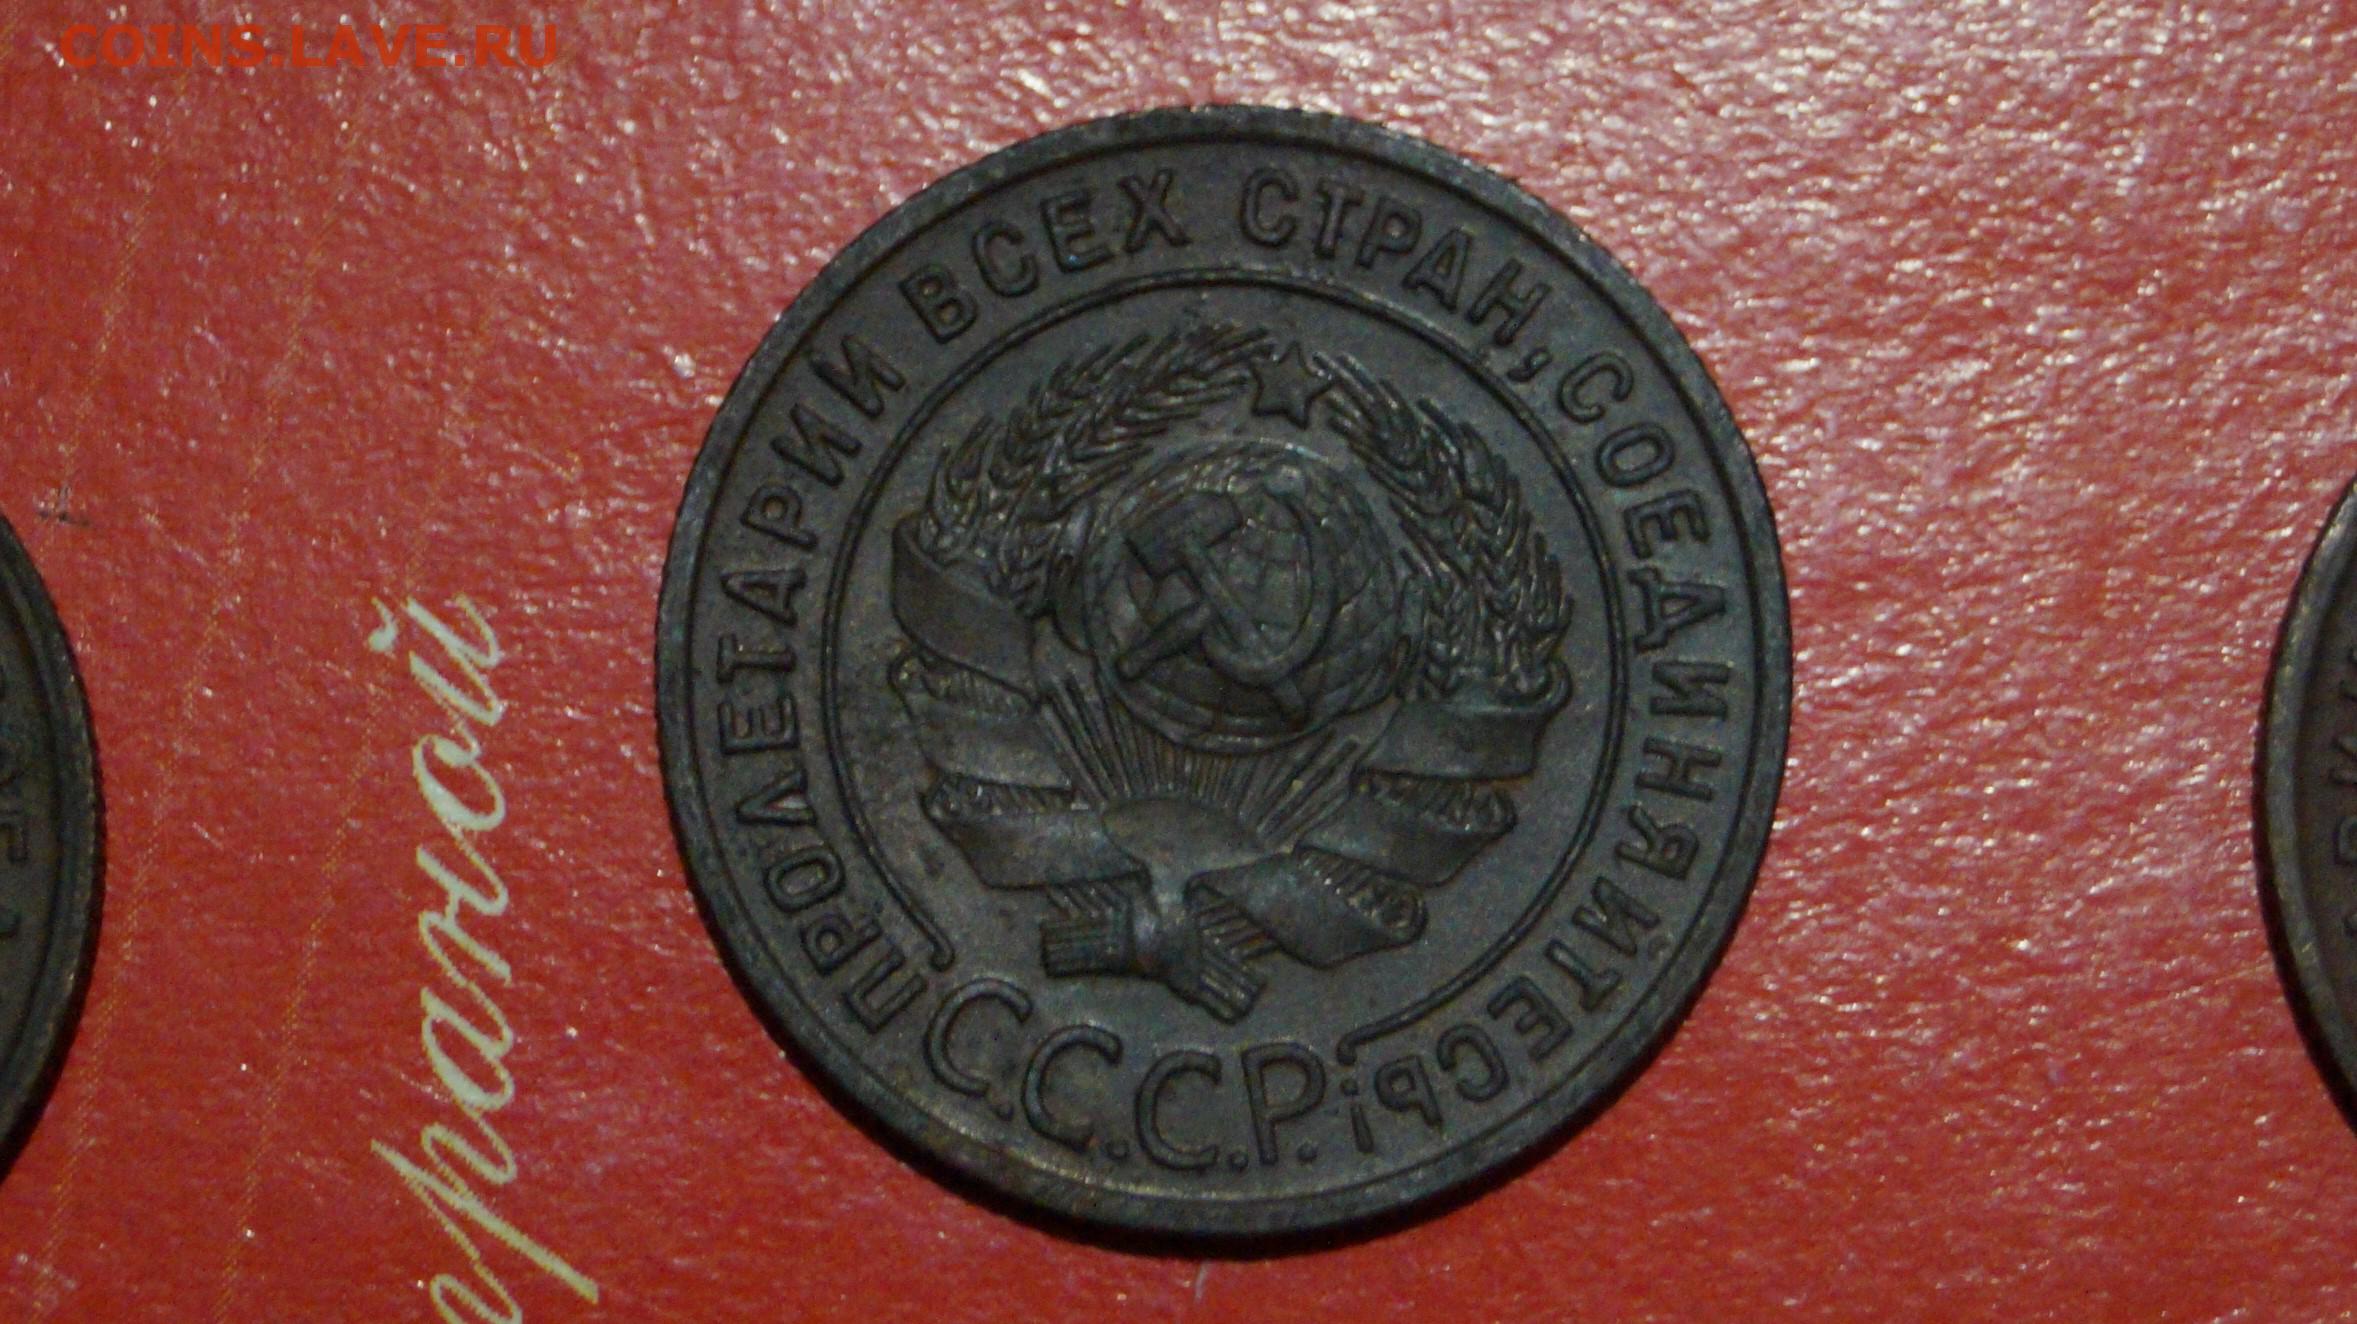 COINS.LAVE.RU
ПРОЛЕТАРИИ ВСЕХ СТРАН, СОЕДИНЯЙТЕСЬ!
С.С.С.Р.